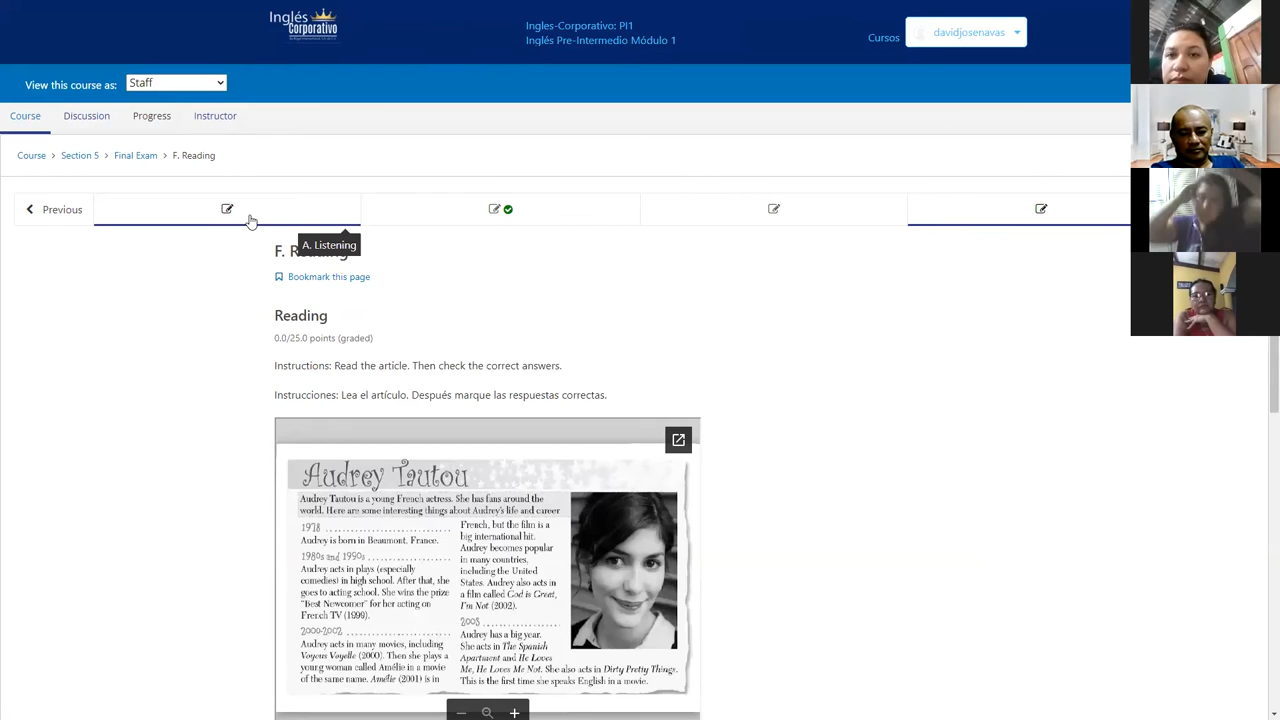 Inglés
Corporativo
Ingles-Corporativo: PI1
Inglés Pre-Intermedio Módulo 1
Cursos
davidjosenavas
View this course as:
Staff
Course
Discussion
Progress
Instructor
Course > Section 5 > Final Exam > F. Reading
Previous
A. Listening
F. Reading
Bookmark this page
Reading
0.0/25.0 points (graded)
Instructions: Read the article. Then check the correct answers.
Instrucciones: Lea el artículo. Después marque las respuestas correctas.
Audrey Tautou
Audrey Tautou is a young French actress. She has fans around the
world. Here are some interesting things about Audrey's life and career
1978
Audrey is born in Beaumont, France.
1980s and 1990s
Audrey acts in plays (especially
comedies) in high school. After that, she
goes to acting school. She wins the prize
"Best Newcomer" for her acting on
French TV (1999).
2000-2002
Audrey acts in many movies, including
Voyous Voyelle (2000). Then she plays a
young woman called Amélie in a movie
of the same name. Amélie (2001) is in
French, but the film is a
big international hit.
Audrey becomes popular
in many countries,
including the United
States. Audrey also acts in
a film called God is Great,
I'm Not (2002).
2003
Audrey has a big year.
She acts in The Spanish
Apartment and He Loves
Me, He Loves Me Not. She also acts in Dirty Pretty Things.
This is the first time she speaks English in a movie.